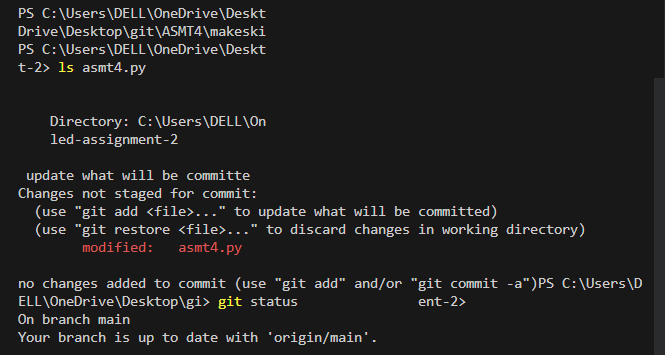 PS C:\Users\DELL\OneDrive\Deskt
Drive\Desktop\git\ASMT4\makeski
PS C:\Users\DELL\OneDrive\Deskt
t-2> ls asmt4.py
Directory: C:\Users\DELL\On
led-assignment-2
update what will be committe
Changes not staged for commit:
(use "git add <file>..." to update what will be committed)
(use "git restore <file>..." to discard changes in working directory)
modified:   asmt4.py
no changes added to commit (use "git add" and/or "git commit -a")PS C:\Users\D
ELL\OneDrive\Desktop\gi> git status               ent-2>
On branch main
Your branch is up to date with 'origin/main'.